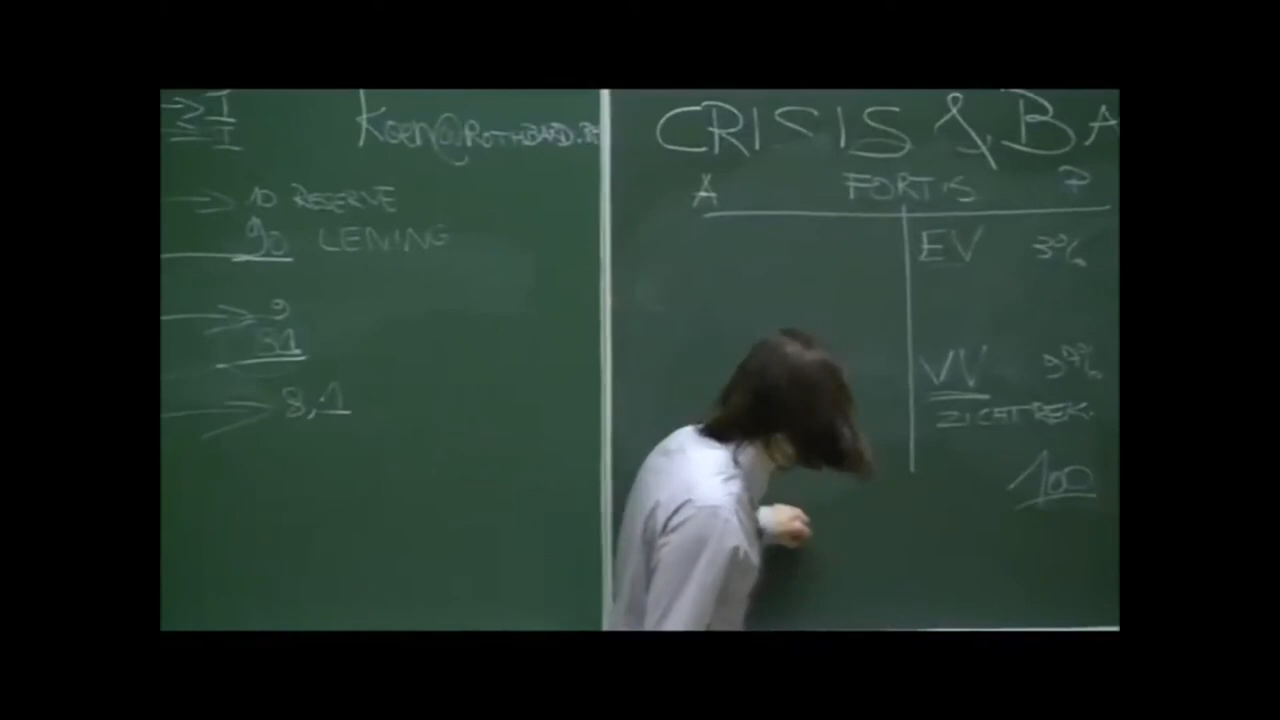 → ≥ I
= I
Koen@ROTHBARD.BE
→ 10 RESERVE
90 LENING
→ 9
81
→ 8,1
CRISIS & BA
A FORTIS P
EV 3%
VV 97%
ZICHTREK.
100